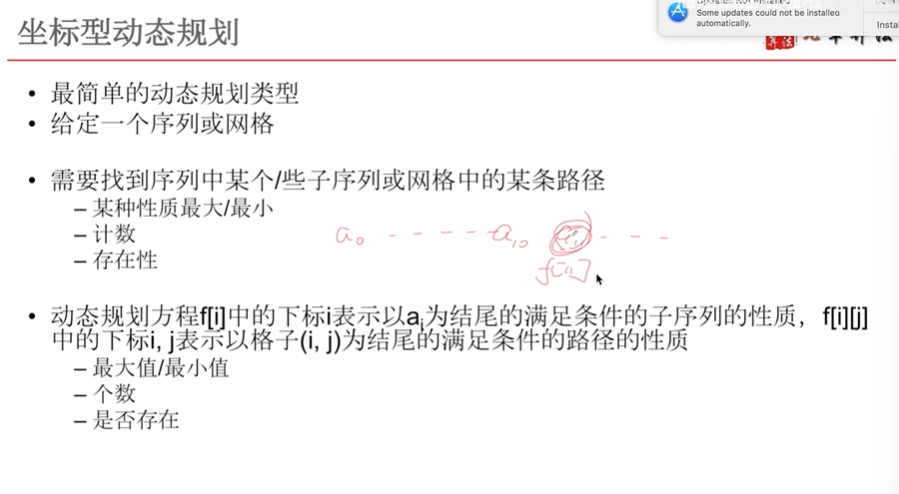 Some updates could not be installed
automatically.
坐标型动态规划
• 最简单的动态规划类型
• 给定一个序列或网格
• 需要找到序列中某个/些子序列或网格中的某条路径
– 某种性质最大/最小
– 计数
– 存在性
a₀ - - - - - a₁₀ - - -
f[11]
• 动态规划方程f[i]中的下标i表示以aᵢ为结尾的满足条件的子序列的性质，f[i][j]
中的下标i, j表示以格子(i, j)为结尾的满足条件的路径的性质
– 最大值/最小值
– 个数
– 是否存在